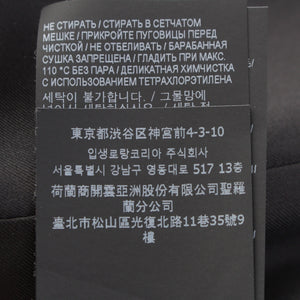 НЕ СТИРАТЬ / СТИРАТЬ В СЕТЧАТОМ
МЕШКЕ / ПРИКРОЙТЕ ПУГОВИЦЫ ПЕРЕД
ЧИСТКОЙ / НЕ ОТБЕЛИВАТЬ / БАРАБАННАЯ
СУШКА ЗАПРЕЩЕНА / ГЛАДИТЬ ПРИ МАКС.
110 °C БЕЗ ПАРА / ДЕЛИКАТНАЯ ХИМЧИСТКА
С ИСПОЛЬЗОВАНИЕМ ТЕТРАХЛОРЭТИЛЕНА
세탁이 불가합니다. / 그물망에
東京都渋谷区神宮前4-3-10
입생로랑코리아 주식회사
서울특별시 강남구 영동대로 517 13층
荷蘭商開雲亞洲股份有限公司聖羅
蘭分公司
臺北市松山區光復北路11巷35號9
樓